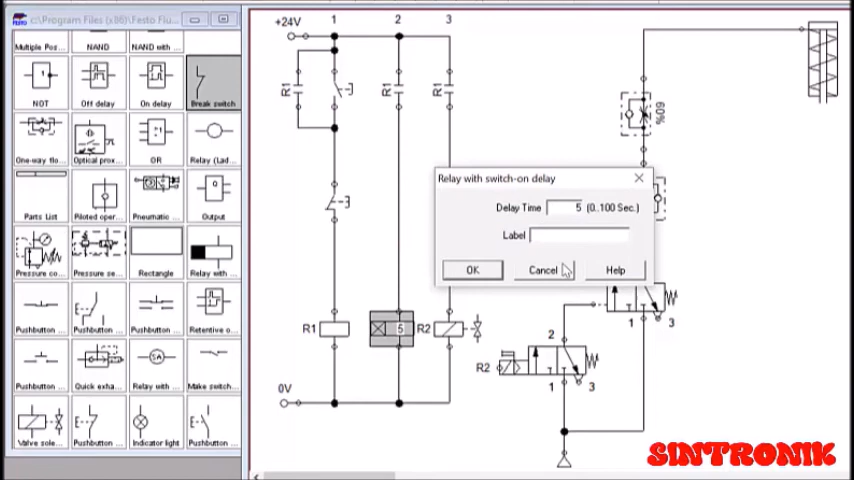 c:\Program Files (x86)\Festo Flu...
Multiple Pos...
NAND
NAND with ...
NOT
Off delay
On delay
Break switch
One-way flo...
Optical prox...
OR
Relay (Lad...
Parts List
Piloted oper...
Pneumatic ...
Output
Pressure co...
Pressure se...
Rectangle
Relay with ...
Pushbutton ...
Pushbutton ...
Pushbutton ...
Retentive o...
Pushbutton ...
Quick exha...
Relay with ...
Make switch...
Valve sole...
Pushbutton ...
Indicator light
Pushbutton ...
+24V
1
2
3
R1
R1
R1
60%
Relay with switch-on delay
Delay Time 5 (0..100 Sec.)
Label
OK
Cancel
Help
R1
5
R2
0V
1
3
2
R2
1
3
SINTRONIK